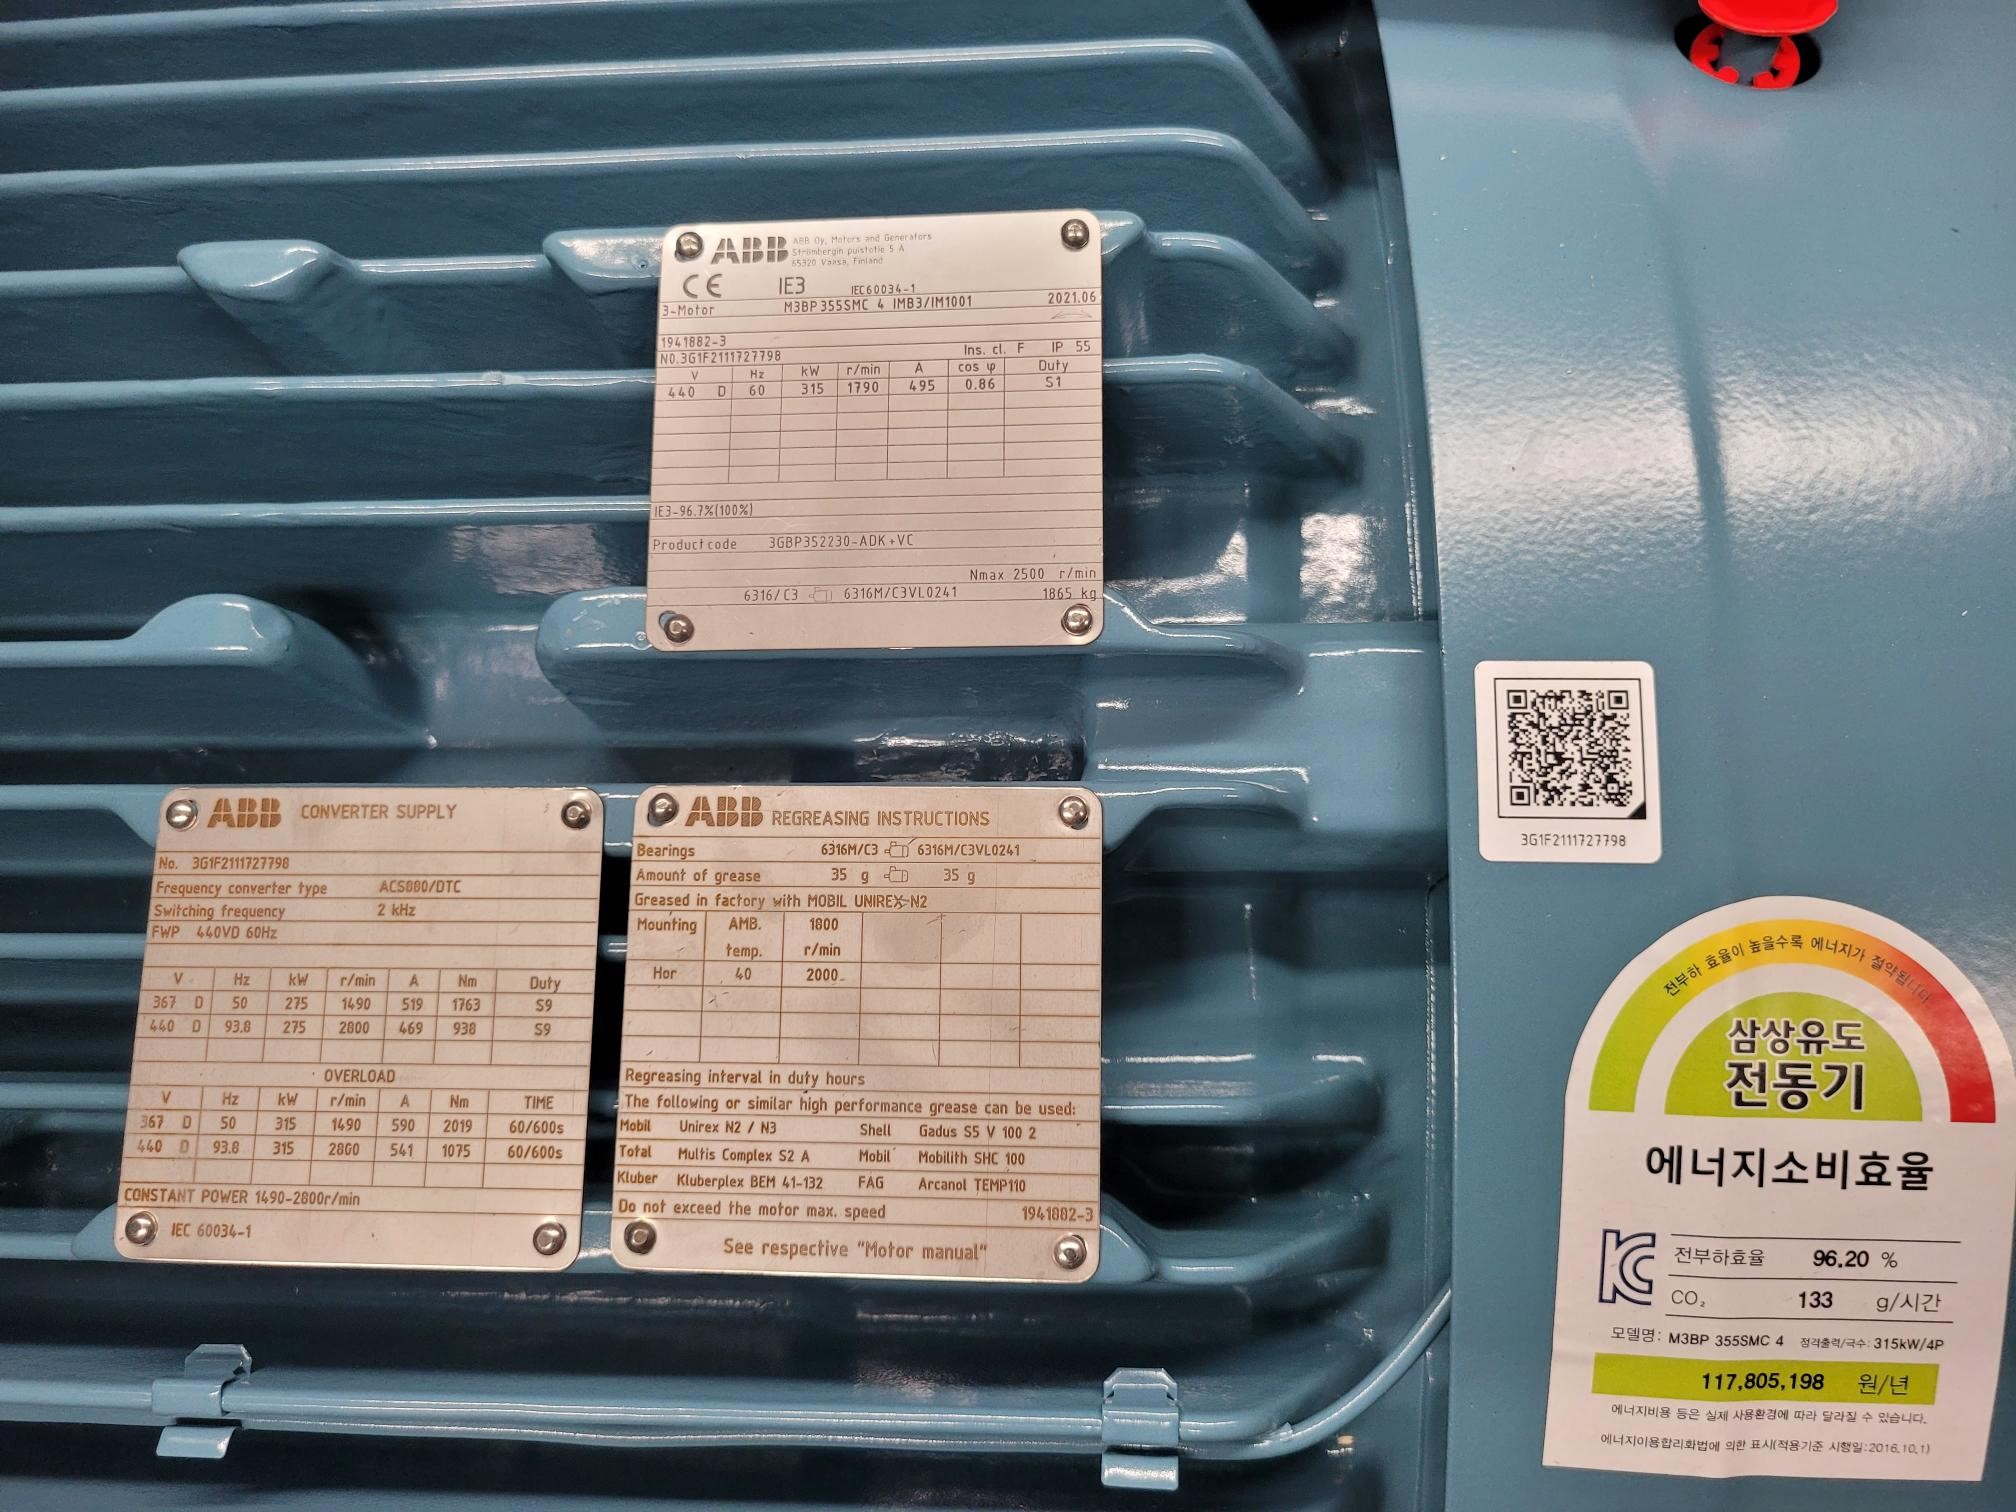 ABB ABB Oy, Motors and Generators
Strömbergin puistotie 5 A
65320 Vaasa, Finland
CE IE3 IEC60034-1
3~Motor M3BP 355SMC 4 IMB3/IM1001 2021.06
1941882-3
NO.3G1F2111727798 Ins. cl. F IP 55
V Hz kW r/min A cos φ Duty
440 D 60 315 1790 495 0.86 S1
IE3-96.7%(100%)
Product code 3GBP352230-ADK+VC
Nmax 2500 r/min
6316/C3 6316M/C3VL0241 1865 kg
ABB CONVERTER SUPPLY
No. 3G1F2111727798
Frequency converter type ACS880/DTC
Switching frequency 2 kHz
FWP 440VD 60Hz
V Hz kW r/min A Nm Duty
367 D 50 275 1490 519 1763 S9
440 D 93.8 275 2800 469 938 S9
OVERLOAD
V Hz kW r/min A Nm TIME
367 D 50 315 1490 590 2019 60/600s
440 D 93.8 315 2800 541 1075 60/600s
CONSTANT POWER 1490-2800r/min
IEC 60034-1
ABB REGREASING INSTRUCTIONS
Bearings 6316M/C3 6316M/C3VL0241
Amount of grease 35 g 35 g
Greased in factory with MOBIL UNIREX N2
Mounting AMB. 1800
temp. r/min
Hor 40 2000
Regreasing interval in duty hours
The following or similar high performance grease can be used:
Mobil Unirex N2 / N3 Shell Gadus S5 V 100 2
Total Multis Complex S2 A Mobil Mobilith SHC 100
Kluber Kluberplex BEM 41-132 FAG Arcanol TEMP110
Do not exceed the motor max. speed 1941882-3
See respective "Motor manual"
3G1F2111727798
전부하 효율이 높을수록 에너지가 절약됩니다.
삼상유도
전동기
에너지소비효율
전부하효율 96.20 %
CO₂ 133 g/시간
모델명: M3BP 355SMC 4 정격출력/극수: 315kW/4P
117,805,198 원/년
에너지비용 등은 실제 사용환경에 따라 달라질 수 있습니다.
에너지이용합리화법에 의한 표시(적용기준 시행일:2016.10.1)